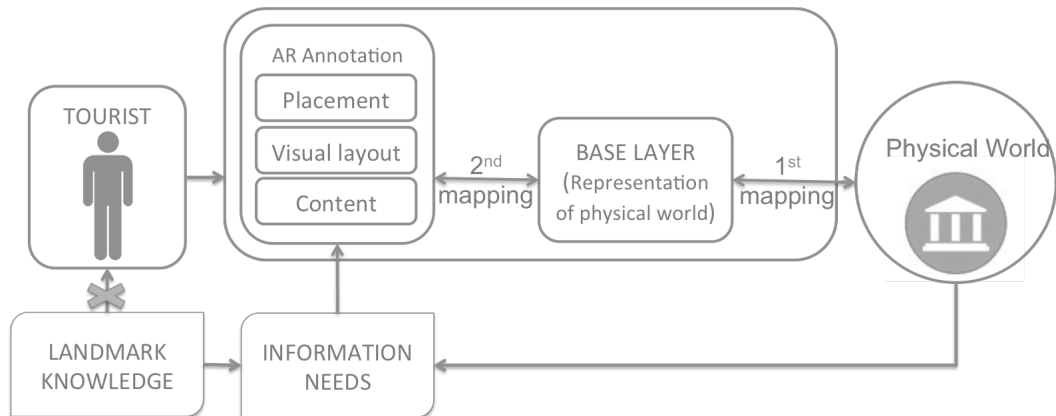 TOURIST
AR Annotation
Placement
Visual layout
Content
2nd
mapping
BASE LAYER
(Representation
of physical world)
1st
mapping
Physical World
LANDMARK
KNOWLEDGE
INFORMATION
NEEDS